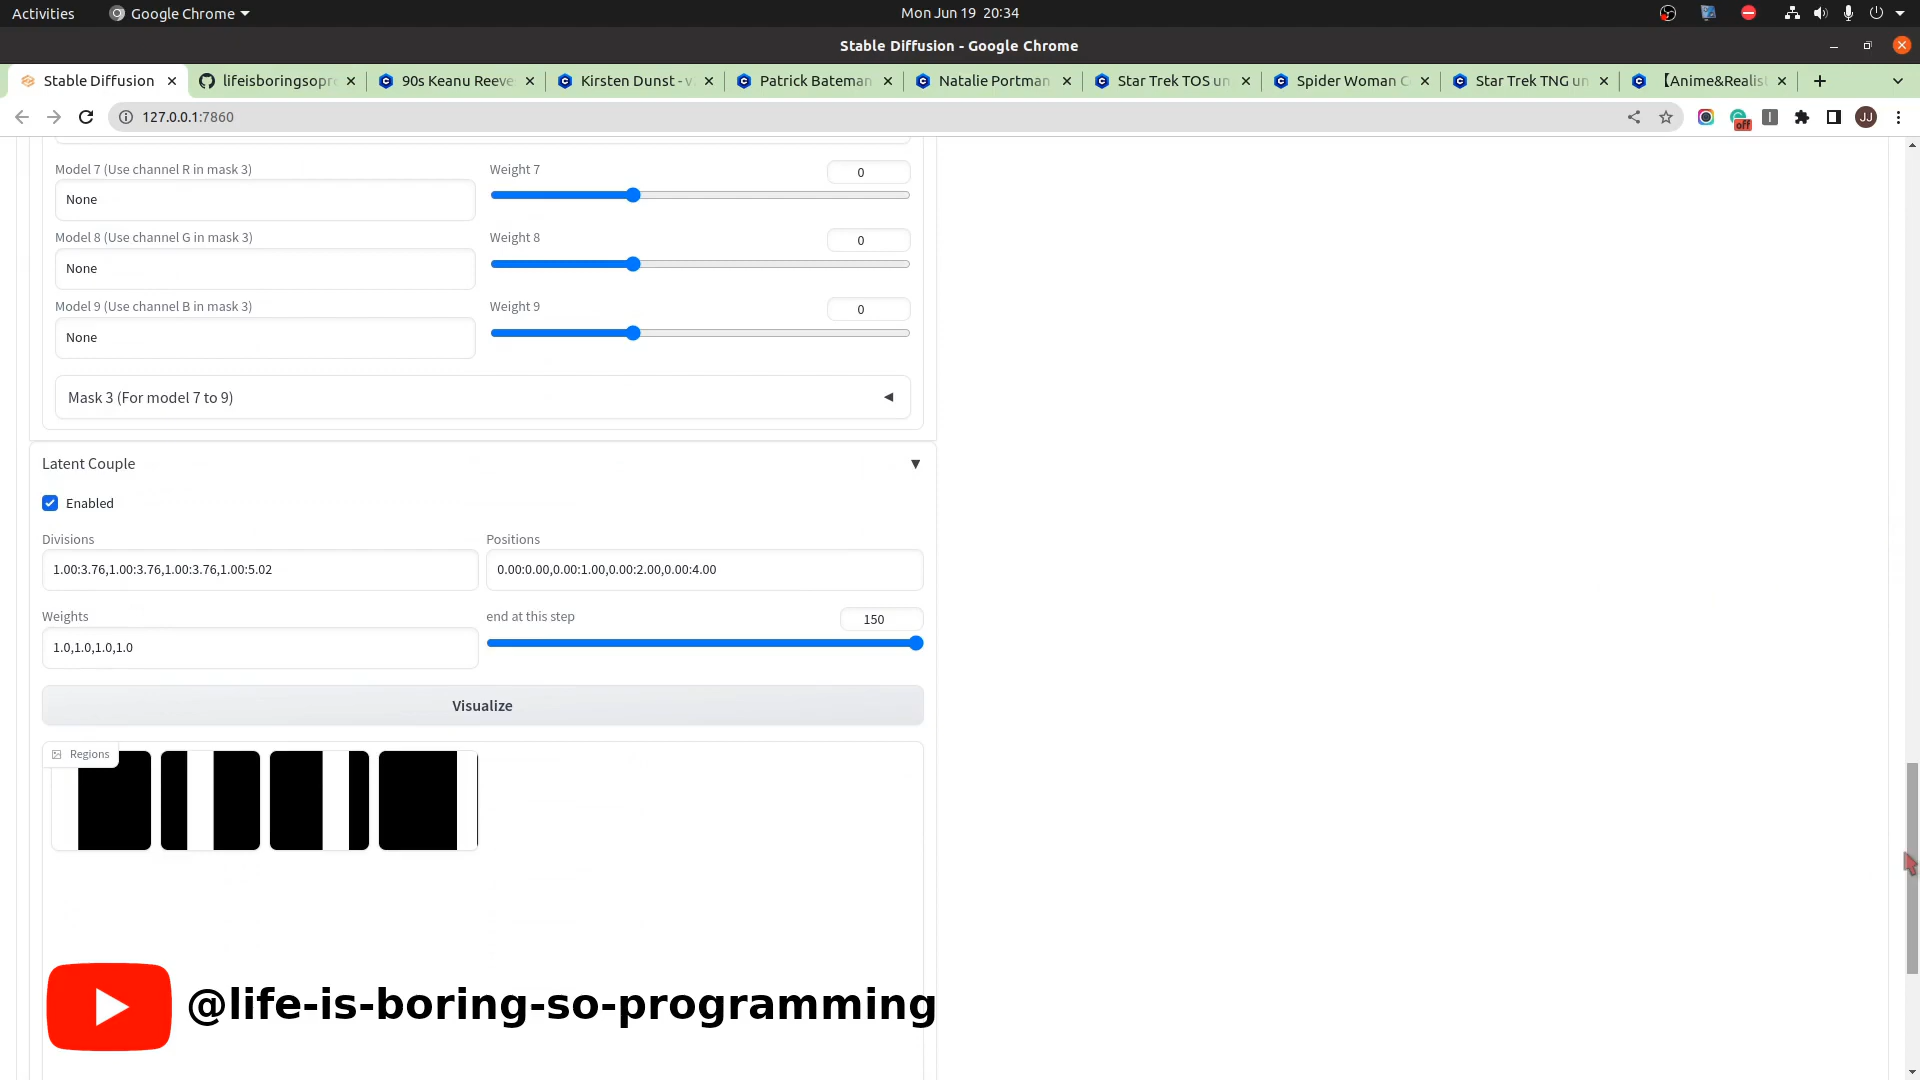 Activities Google Chrome Mon Jun 19 20:34
Stable Diffusion - Google Chrome
Stable Diffusion lifeisboringsopro 90s Keanu Reeve Kirsten Dunst - v Patrick Bateman Natalie Portman Star Trek TOS un Spider Woman C Star Trek TNG un 【Anime&Realist
127.0.0.1:7860 off JJ
Model 7 (Use channel R in mask 3) Weight 7 0
None
Model 8 (Use channel G in mask 3) Weight 8 0
None
Model 9 (Use channel B in mask 3) Weight 9 0
None
Mask 3 (For model 7 to 9)
Latent Couple
Enabled
Divisions Positions
1.00:3.76,1.00:3.76,1.00:3.76,1.00:5.02 0.00:0.00,0.00:1.00,0.00:2.00,0.00:4.00
Weights end at this step 150
1.0,1.0,1.0,1.0
Visualize
Regions
@life-is-boring-so-programming